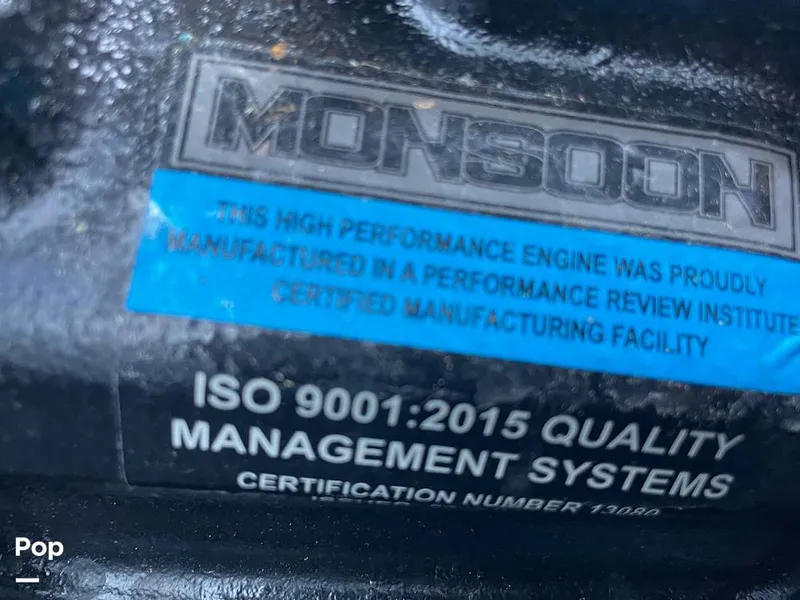 MONSOON
THIS HIGH PERFORMANCE ENGINE WAS PROUDLY
MANUFACTURED IN A PERFORMANCE REVIEW INSTITUTE
CERTIFIED MANUFACTURING FACILITY
ISO 9001:2015 QUALITY
MANAGEMENT SYSTEMS
CERTIFICATION NUMBER 13080
Pop